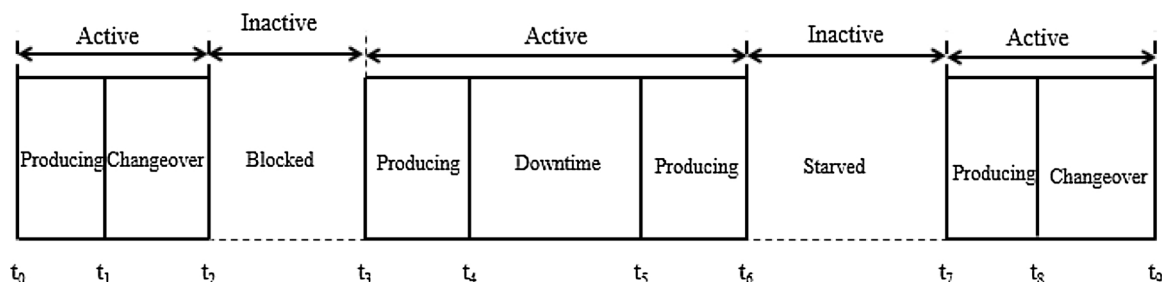 Active Inactive Active Inactive Active
Producing Changeover Blocked Producing Downtime Producing Starved Producing Changeover
t₀ t₁ t₂ t₃ t₄ t₅ t₆ t₇ t₈ t₉